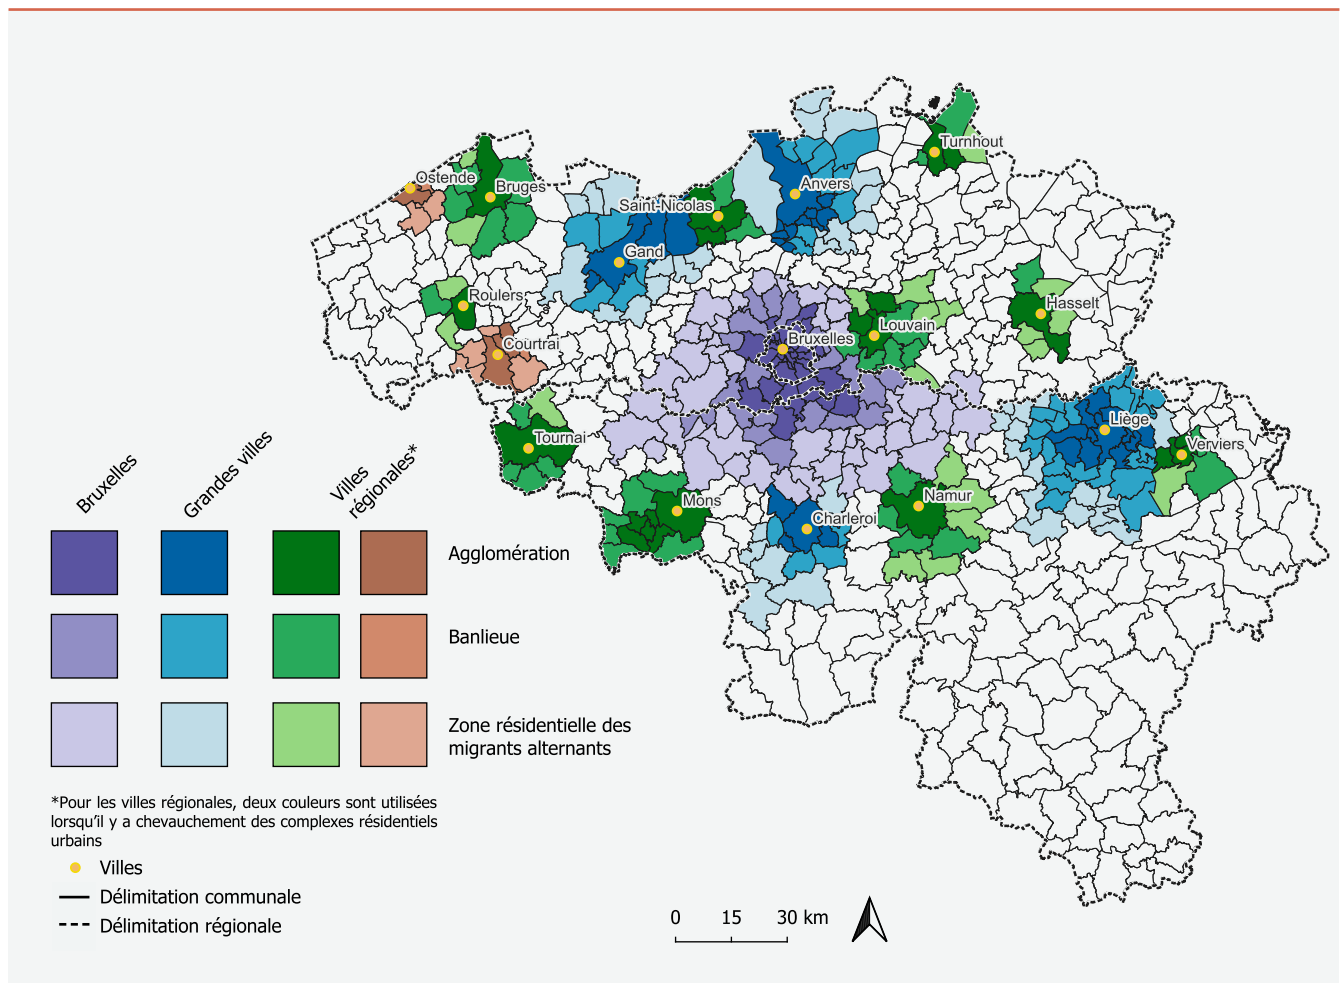 Turnhout
Ostende
Bruges
Anvers
Saint-Nicolas
Gand
Roulers
Hasselt
Louvain
Courtrai
Bruxelles
Liège
Tournai
Verviers
Namur
Mons
Charleroi
Bruxelles
Grandes villes
Villes
régionales*
Agglomération
Banlieue
Zone résidentielle des
migrants alternants
*Pour les villes régionales, deux couleurs sont utilisées
lorsqu'il y a chevauchement des complexes résidentiels
urbains
Villes
Délimitation communale
Délimitation régionale
0 15 30 km